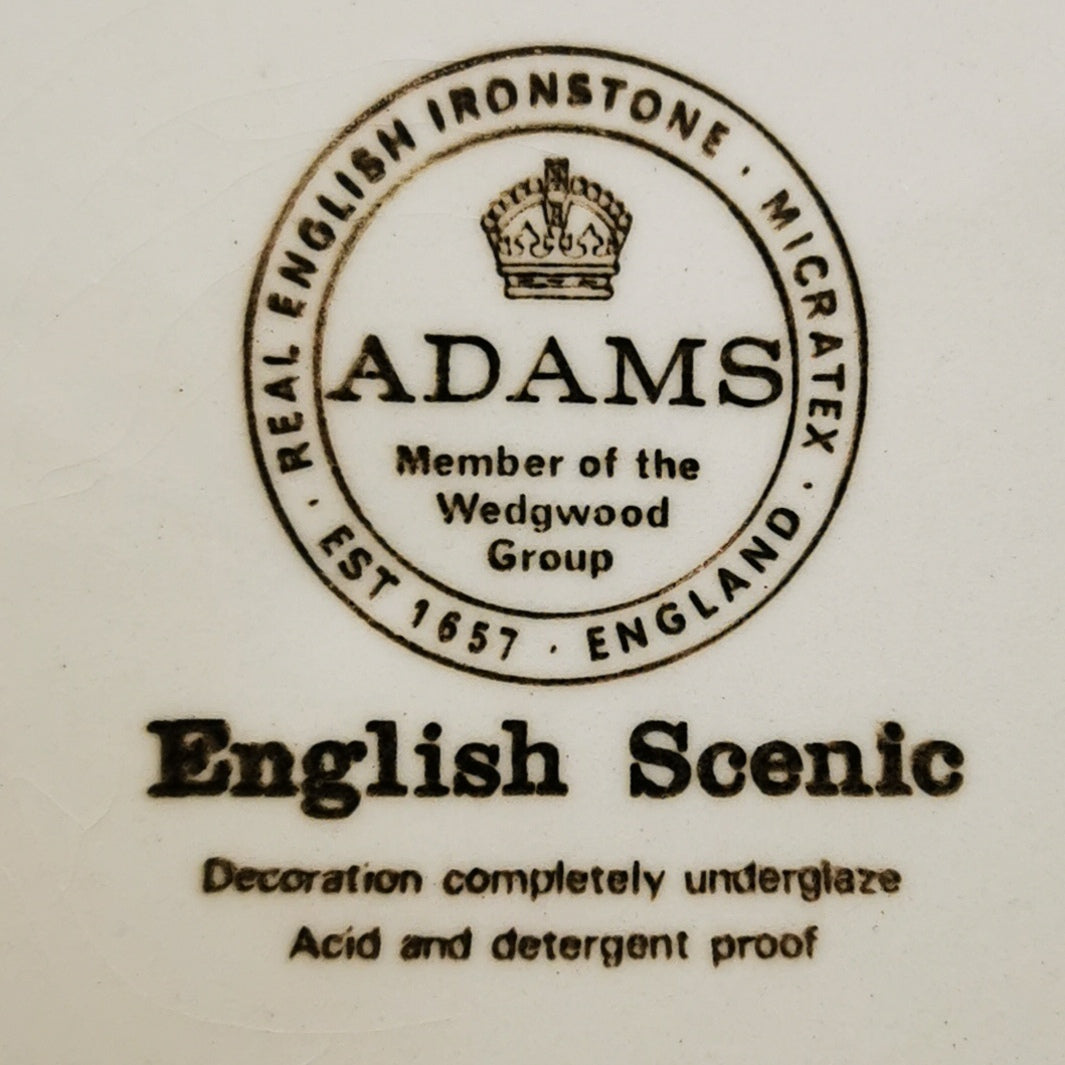 REAL ENGLISH IRONSTONE · MICRATEX · ENGLAND · EST 1657 ·
ADAMS
Member of the
Wedgwood
Group
English Scenic
Decoration completely underglaze
Acid and detergent proof